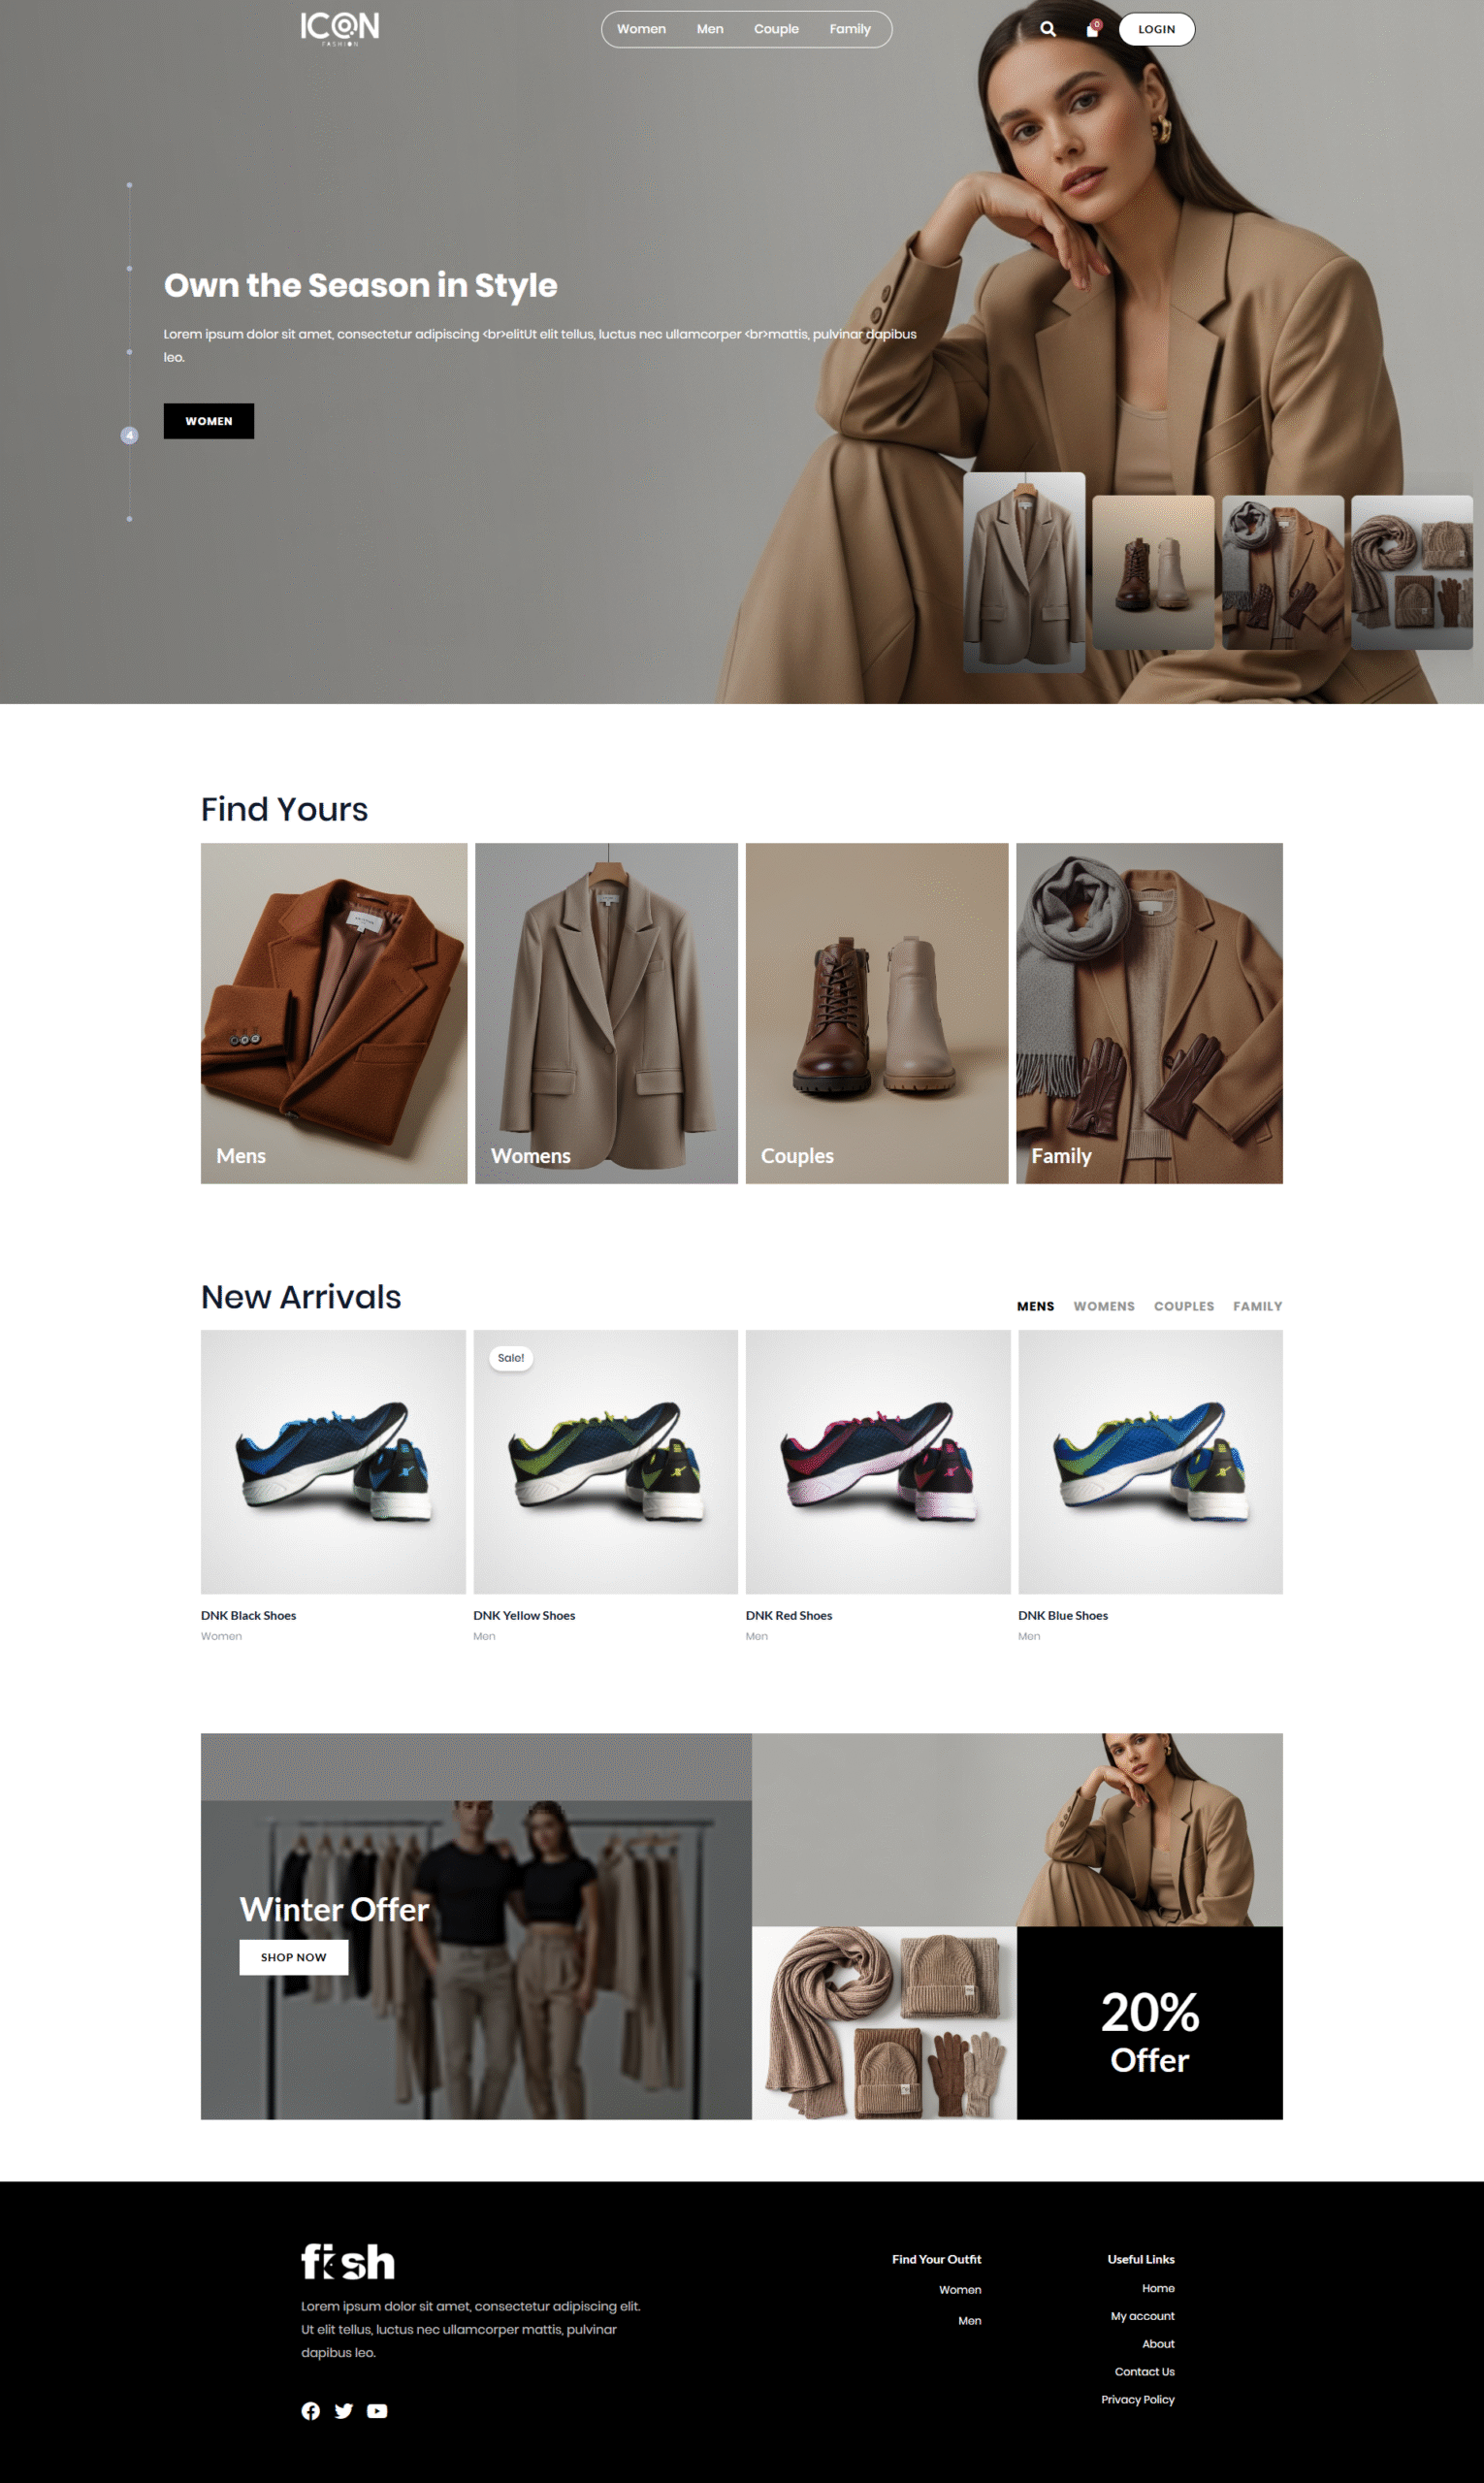 ICON
FASHION
Women Men Couple Family
0
LOGIN
Own the Season in Style
Lorem ipsum dolor sit amet, consectetur adipiscing <br>elitUt elit tellus, luctus nec ullamcorper <br>mattis, pulvinar dapibus
leo.
WOMEN
4
Find Yours
Mens
Womens
Couples
Family
New Arrivals
MENS WOMENS COUPLES FAMILY
Sale!
DNK Black Shoes
Women
DNK Yellow Shoes
Men
DNK Red Shoes
Men
DNK Blue Shoes
Men
Winter Offer
SHOP NOW
20%
Offer
fish
Lorem ipsum dolor sit amet, consectetur adipiscing elit.
Ut elit tellus, luctus nec ullamcorper mattis, pulvinar
dapibus leo.
Find Your Outfit
Women
Men
Useful Links
Home
My account
About
Contact Us
Privacy Policy